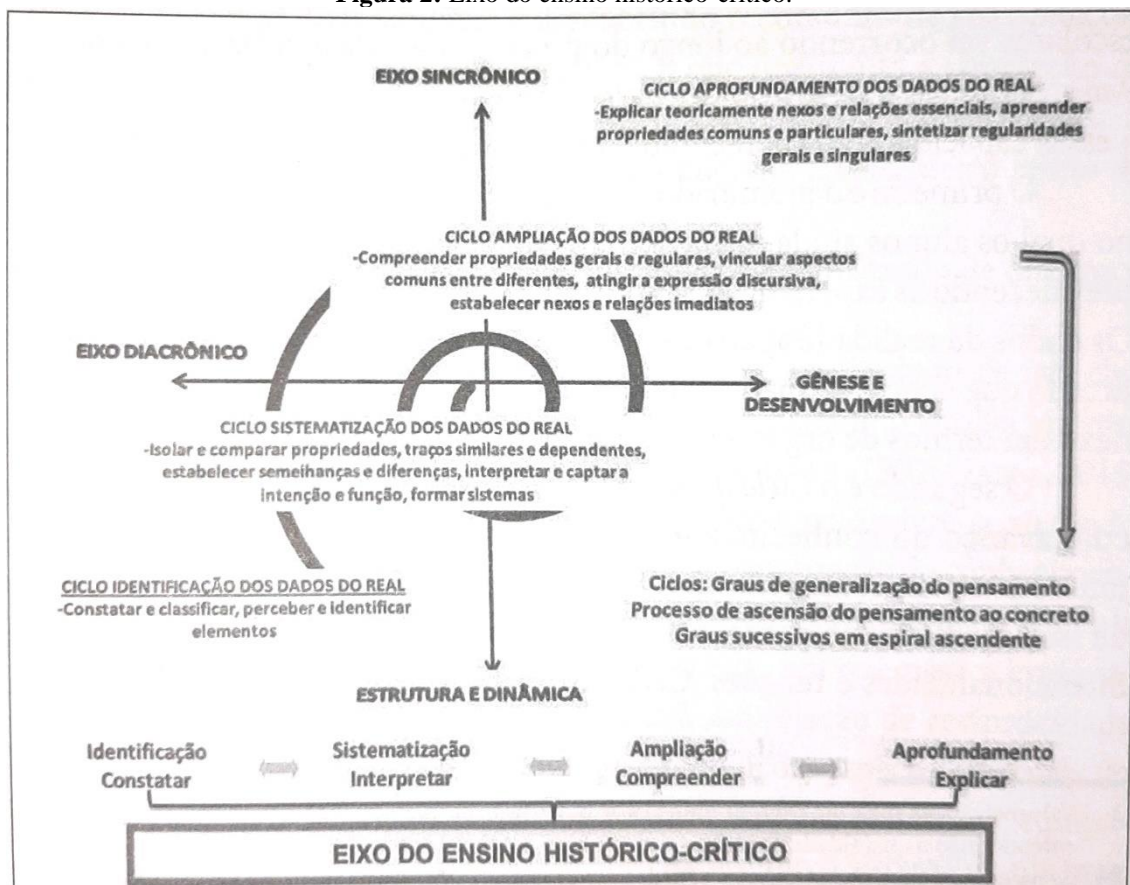 Figura 2: Eixo do ensino histórico-crítico.
EIXO SINCRÔNICO
CICLO APROFUNDAMENTO DOS DADOS DO REAL
-Explicar teoricamente nexos e relações essenciais, apreender
propriedades comuns e particulares, sintetizar regularidades
gerais e singulares
CICLO AMPLIAÇÃO DOS DADOS DO REAL
-Compreender propriedades gerais e regulares, vincular aspectos
comuns entre diferentes, atingir a expressão discursiva,
estabelecer nexos e relações imediatos
EIXO DIACRÔNICO
GÊNESE E
DESENVOLVIMENTO
CICLO SISTEMATIZAÇÃO DOS DADOS DO REAL
-Isolar e comparar propriedades, traços similares e dependentes,
estabelecer semelhanças e diferenças, interpretar e captar a
intenção e função, formar sistemas
CICLO IDENTIFICAÇÃO DOS DADOS DO REAL
-Constatar e classificar, perceber e identificar
elementos
Ciclos: Graus de generalização do pensamento
Processo de ascensão do pensamento ao concreto
Graus sucessivos em espiral ascendente
ESTRUTURA E DINÂMICA
Identificação
Constatar
Sistematização
Interpretar
Ampliação
Compreender
Aprofundamento
Explicar
EIXO DO ENSINO HISTÓRICO-CRÍTICO